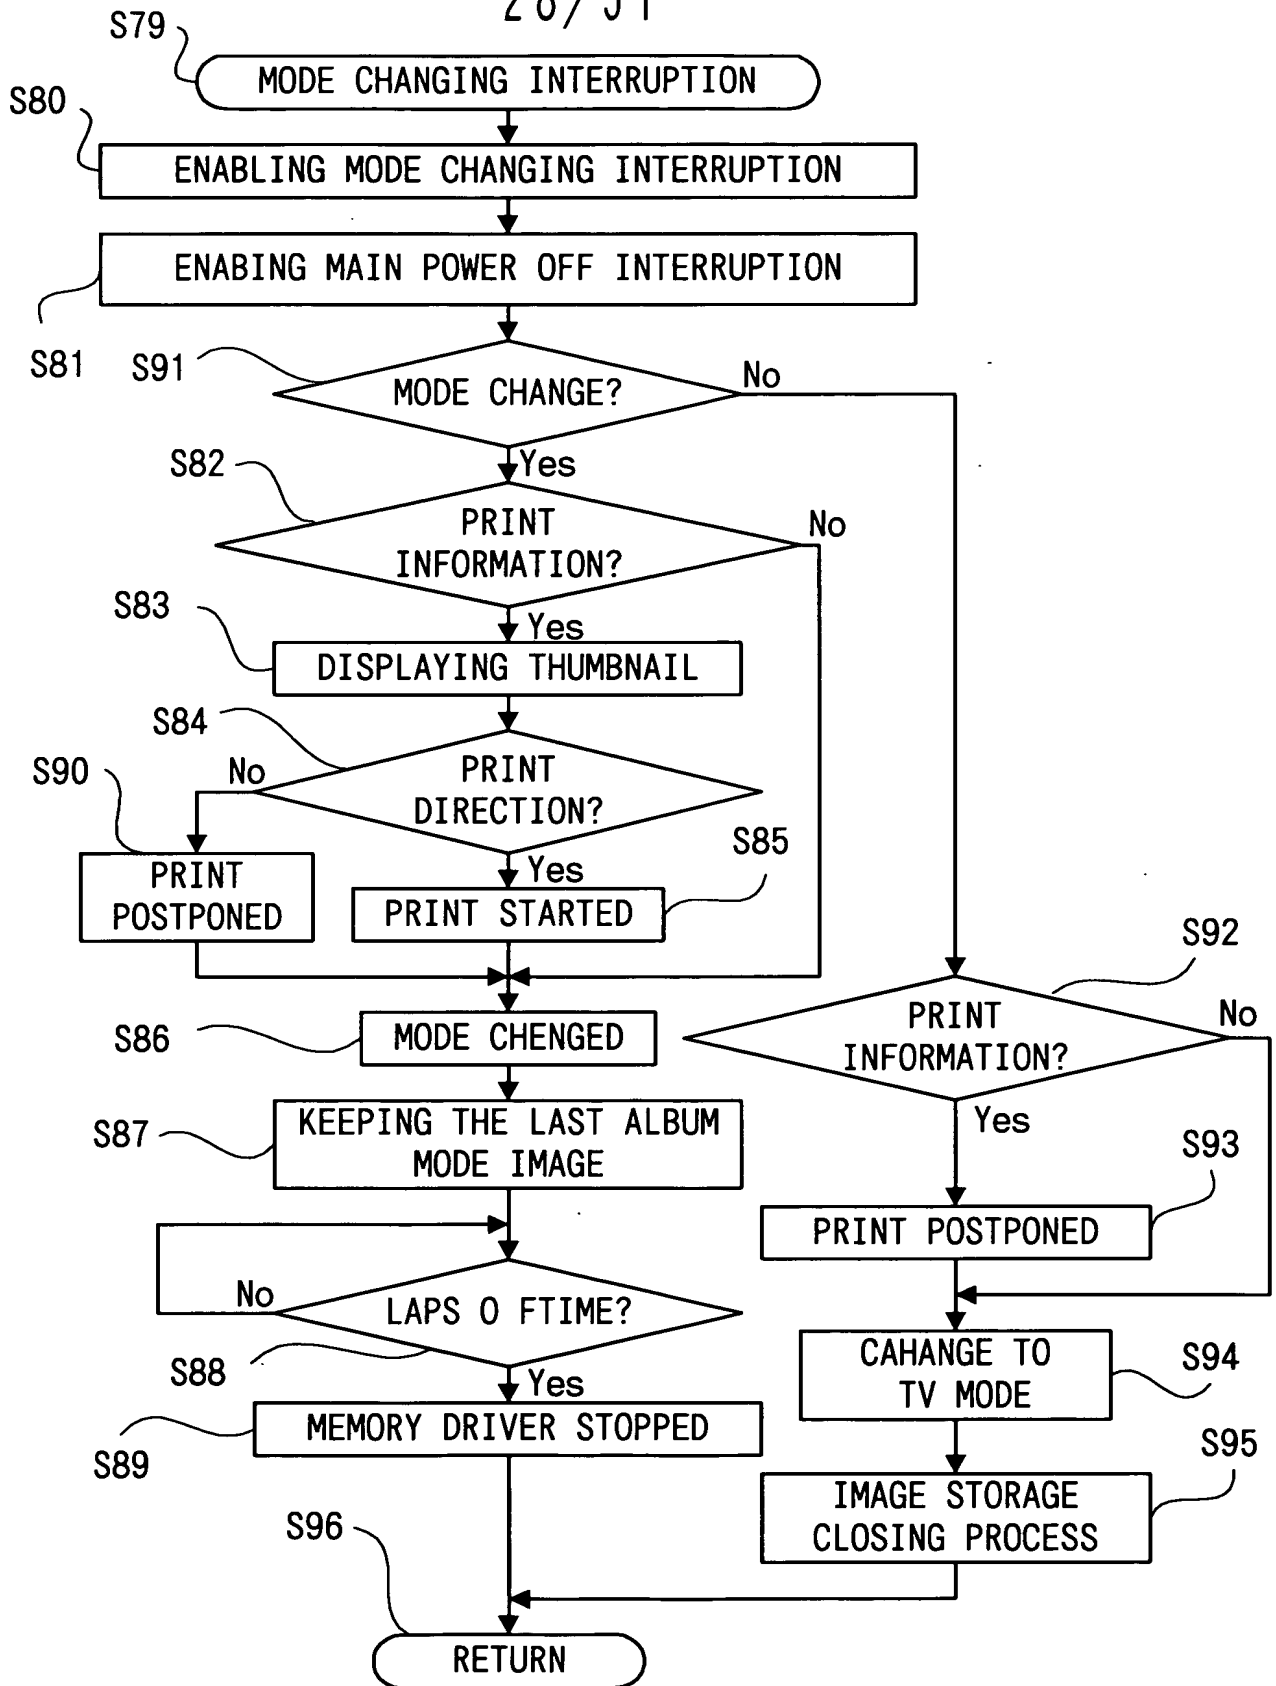 28/31
S79
MODE CHANGING INTERRUPTION
S80
ENABLING MODE CHANGING INTERRUPTION
ENABING MAIN POWER OFF INTERRUPTION
S81
S91
MODE CHANGE?
No
Yes
S82
PRINT
INFORMATION?
No
Yes
S83
DISPLAYING THUMBNAIL
S84
PRINT
DIRECTION?
No
S90
Yes
S85
PRINT
POSTPONED
PRINT STARTED
S86
MODE CHENGED
S87
KEEPING THE LAST ALBUM
MODE IMAGE
LAPS O FTIME?
No
S88
Yes
MEMORY DRIVER STOPPED
S89
S92
PRINT
INFORMATION?
No
Yes
S93
PRINT POSTPONED
CAHANGE TO
TV MODE
S94
S95
IMAGE STORAGE
CLOSING PROCESS
S96
RETURN